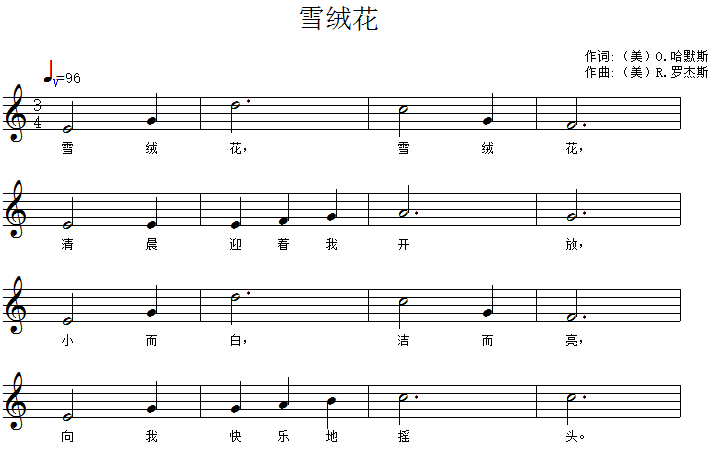 雪绒花
作词:（美）O.哈默斯
作曲:（美）R.罗杰斯
=96
3
4
雪 绒 花， 雪 绒 花，
清 晨 迎 着 我 开 放，
小 而 白， 洁 而 亮，
向 我 快 乐 地 摇 头。